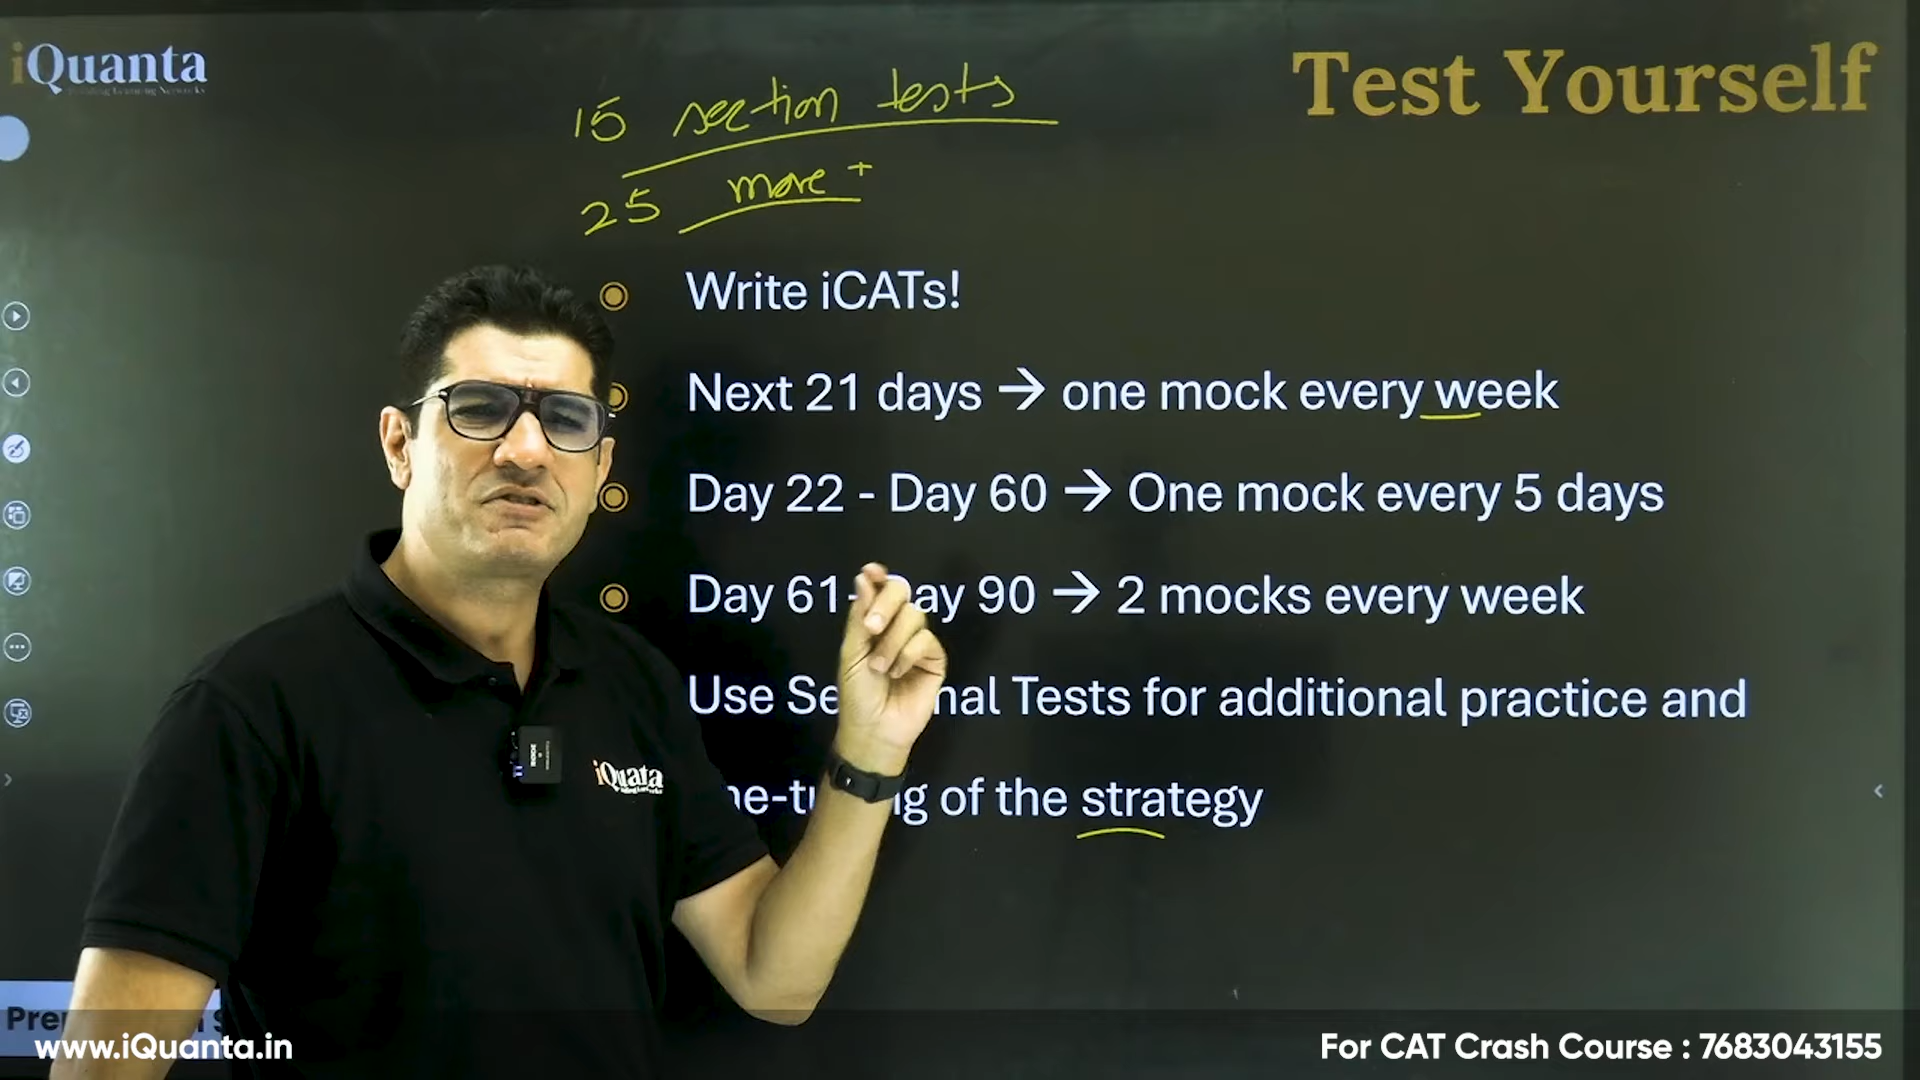 iQuanta
Test Yourself
15 section tests
25 more +
Write iCATs!
Next 21 days → one mock every week
Day 22 - Day 60 → One mock every 5 days
Day 61- Day 90 → 2 mocks every week
Use Tests for additional practice and
of the strategy
iQuanta
www.iQuanta.in
For CAT Crash Course : 7683043155